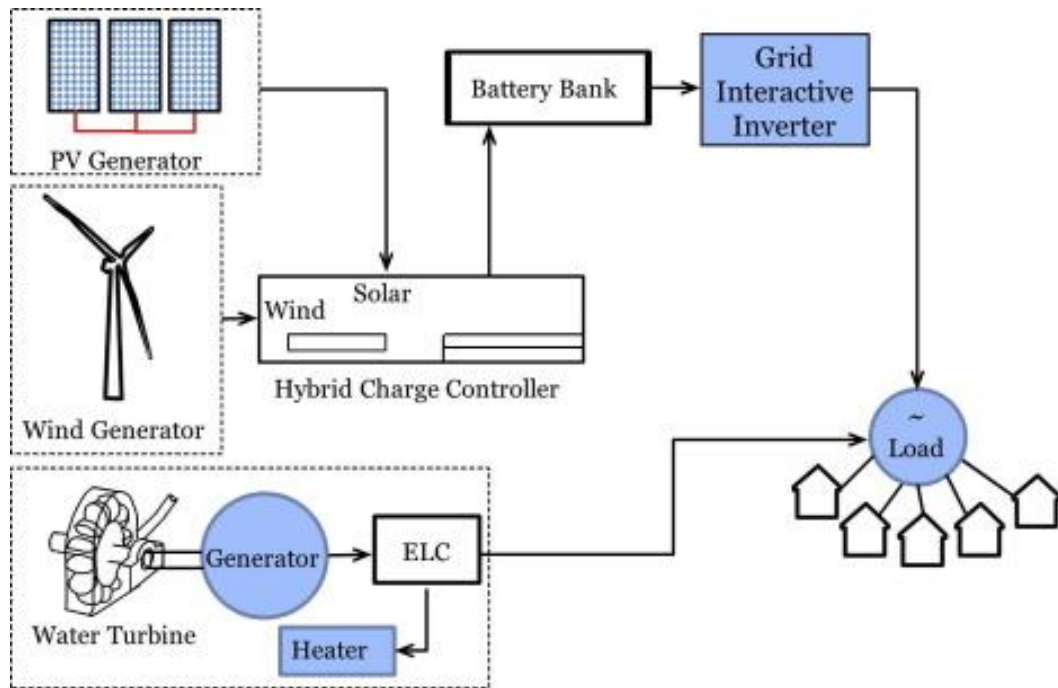 PV Generator
Battery Bank
Grid
Interactive
Inverter
Wind Generator
Solar
Wind
Hybrid Charge Controller
~
Load
Water Turbine
Generator
ELC
Heater